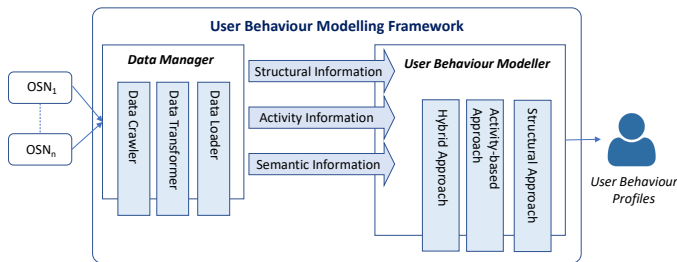 User Behaviour Modelling Framework
Data Manager
User Behaviour Modeller
OSN1
OSNn
Data Crawler
Data Transformer
Data Loader
Structural Information
Activity Information
Semantic Information
Hybrid Approach
Activity-based
Approach
Structural Approach
User Behaviour
Profiles